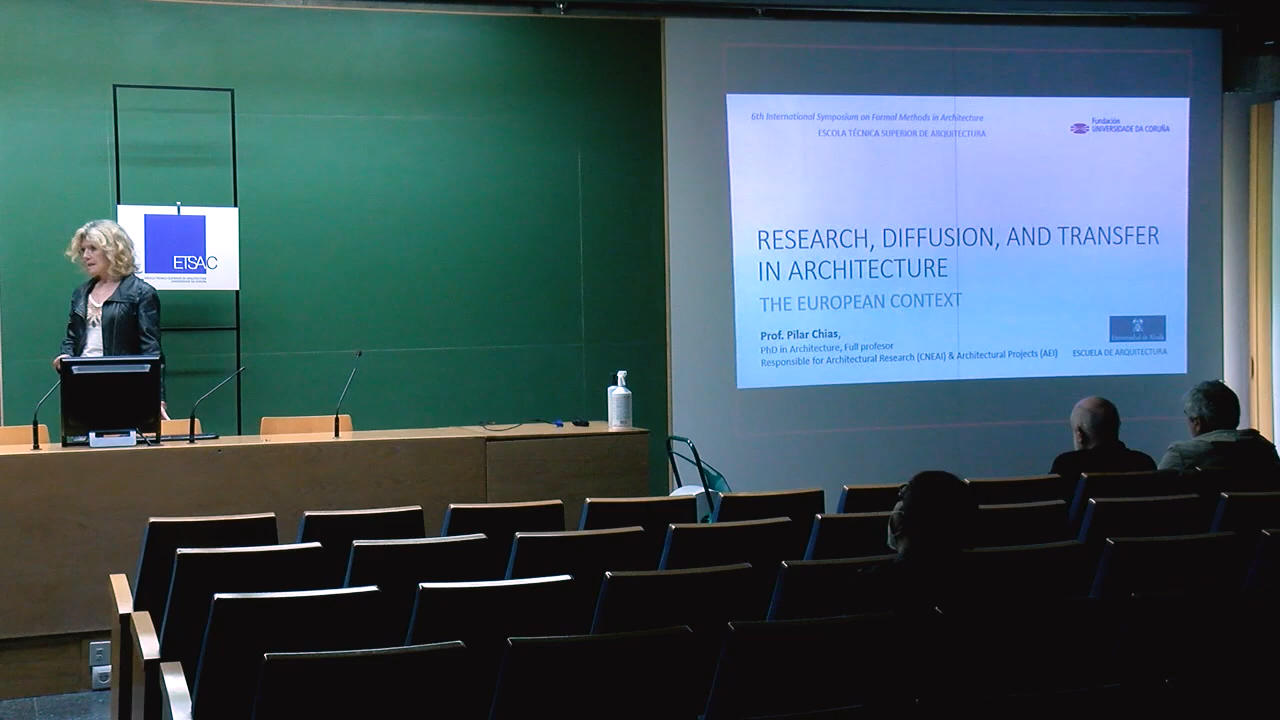 ETSAC
6th International Symposium on Formal Methods in Architecture
ESCOLA TÉCNICA SUPERIOR DE ARQUITECTURA
Fundación
UNIVERSIDADE DA CORUÑA
RESEARCH, DIFFUSION, AND TRANSFER
IN ARCHITECTURE
THE EUROPEAN CONTEXT
Prof. Pilar Chias,
PhD in Architecture, Full profesor
Responsible for Architectural Research (CNEAI) & Architectural Projects (AEI)
ESCUELA DE ARQUITECTURA